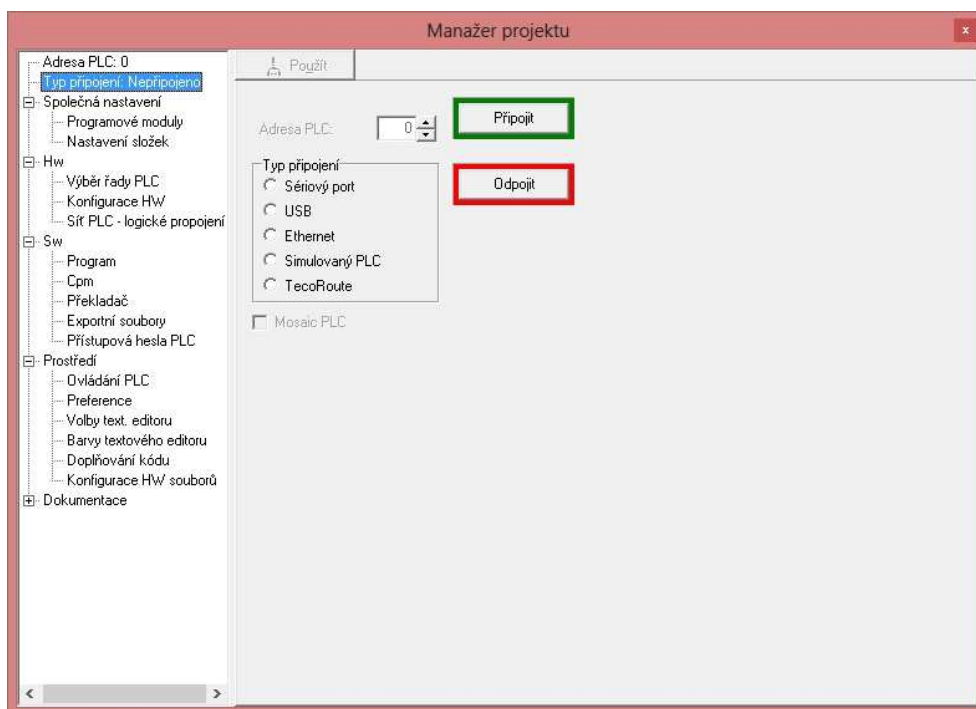 Manažer projektu
x
Adresa PLC: 0
Typ připojení: Nepřipojeno
Společná nastavení
Programové moduly
Nastavení složek
Hw
Výběr řady PLC
Konfigurace HW
Síť PLC - logické propojení
Sw
Program
Cpm
Překladač
Exportní soubory
Přístupová hesla PLC
Prostředí
Ovládání PLC
Preference
Volby text. editoru
Barvy textového editoru
Doplňování kódu
Konfigurace HW souborů
Dokumentace
Použít
Adresa PLC: 0
Připojit
Typ připojení
Sériový port
USB
Ethernet
Simulovaný PLC
TecoRoute
Odpojit
Mosaic PLC